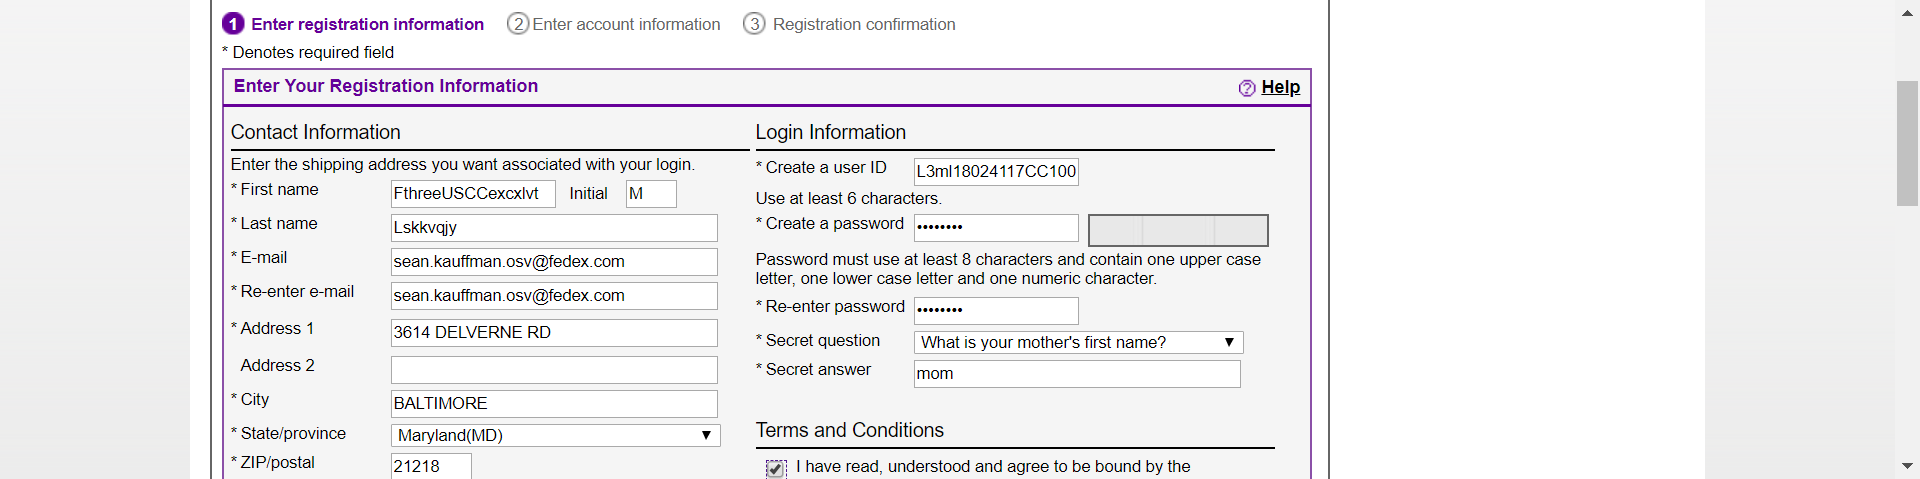 1 Enter registration information 2 Enter account information 3 Registration confirmation
* Denotes required field
Enter Your Registration Information
? Help
Contact Information
Enter the shipping address you want associated with your login.
* First name FthreeUSCCexcxlvt Initial M
* Last name Lskkvqjy
* E-mail sean.kauffman.osv@fedex.com
* Re-enter e-mail sean.kauffman.osv@fedex.com
* Address 1 3614 DELVERNE RD
Address 2
* City BALTIMORE
* State/province Maryland(MD)
* ZIP/postal 21218
Login Information
* Create a user ID L3ml18024117CC100
Use at least 6 characters.
* Create a password ••••••••
Password must use at least 8 characters and contain one upper case
letter, one lower case letter and one numeric character.
* Re-enter password ••••••••
* Secret question What is your mother's first name?
* Secret answer mom
Terms and Conditions
I have read, understood and agree to be bound by the